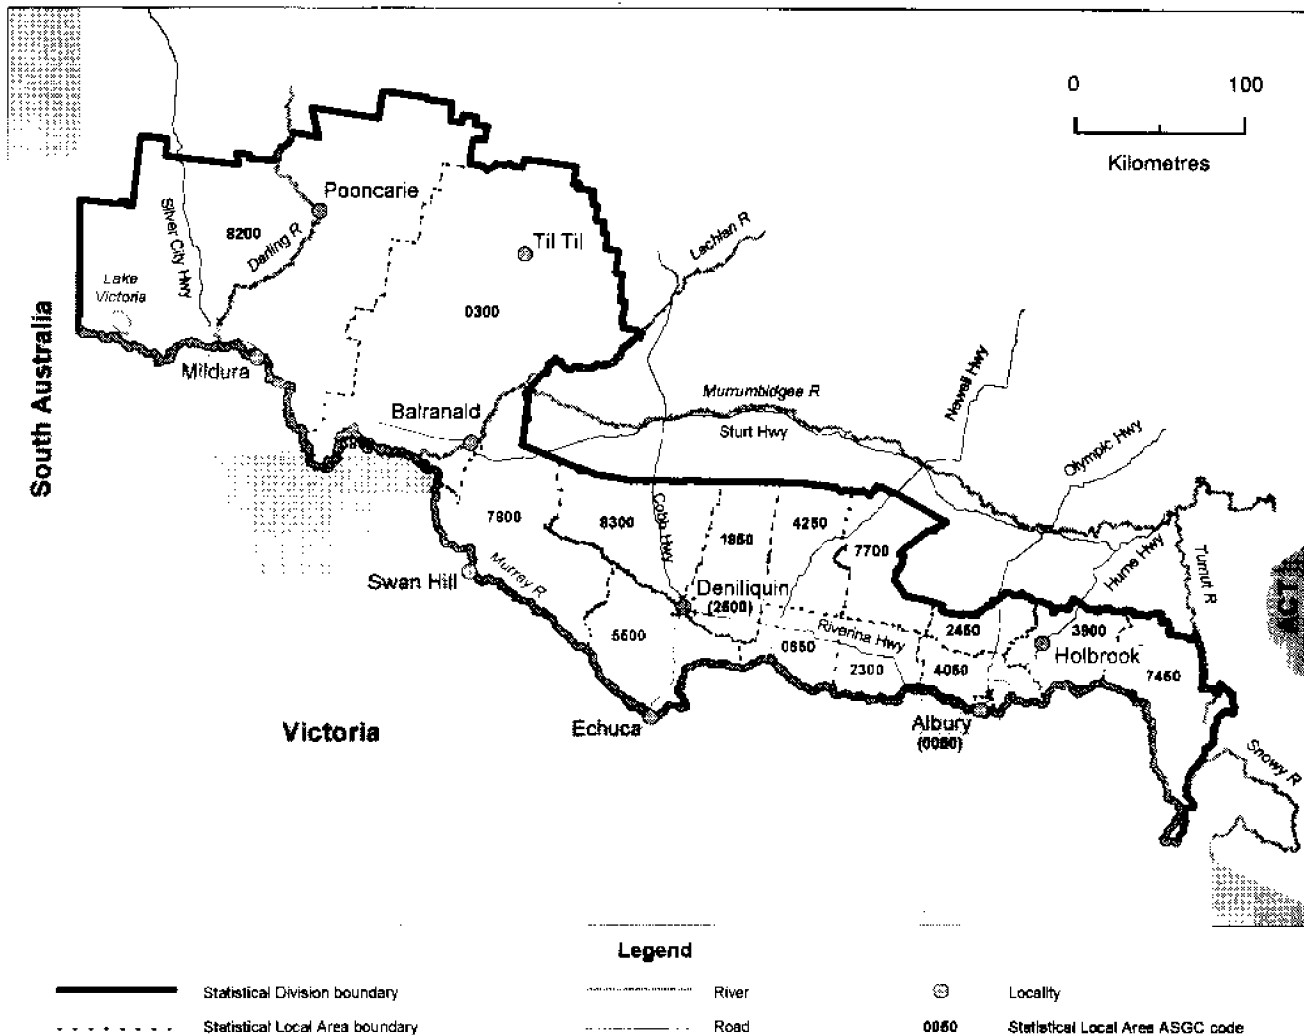 0 100
Kilometres
Pooncarie
Silver City Hwy
8200
Darling R
Til Til
Lachlan R
Lake
Victoria
0300
South Australia
Mildura
Newell Hwy
Balranald
Murrumbidgee R
Sturt Hwy
Olympic Hwy
7800
8300
Cobb Hwy
1850
4250
7700
Hume Hwy
Tumut R
Swan Hill
Murray R
Deniliquin
(2500)
ACT
5500
0650
Riverina Hwy
2450
3900
Holbrook
2300
4050
7450
Victoria
Echuca
Albury
(0050)
Snowy R
Legend
Statistical Division boundary
River
Locality
Statistical Local Area boundary
Road
0050
Statistical Local Area ASGC code